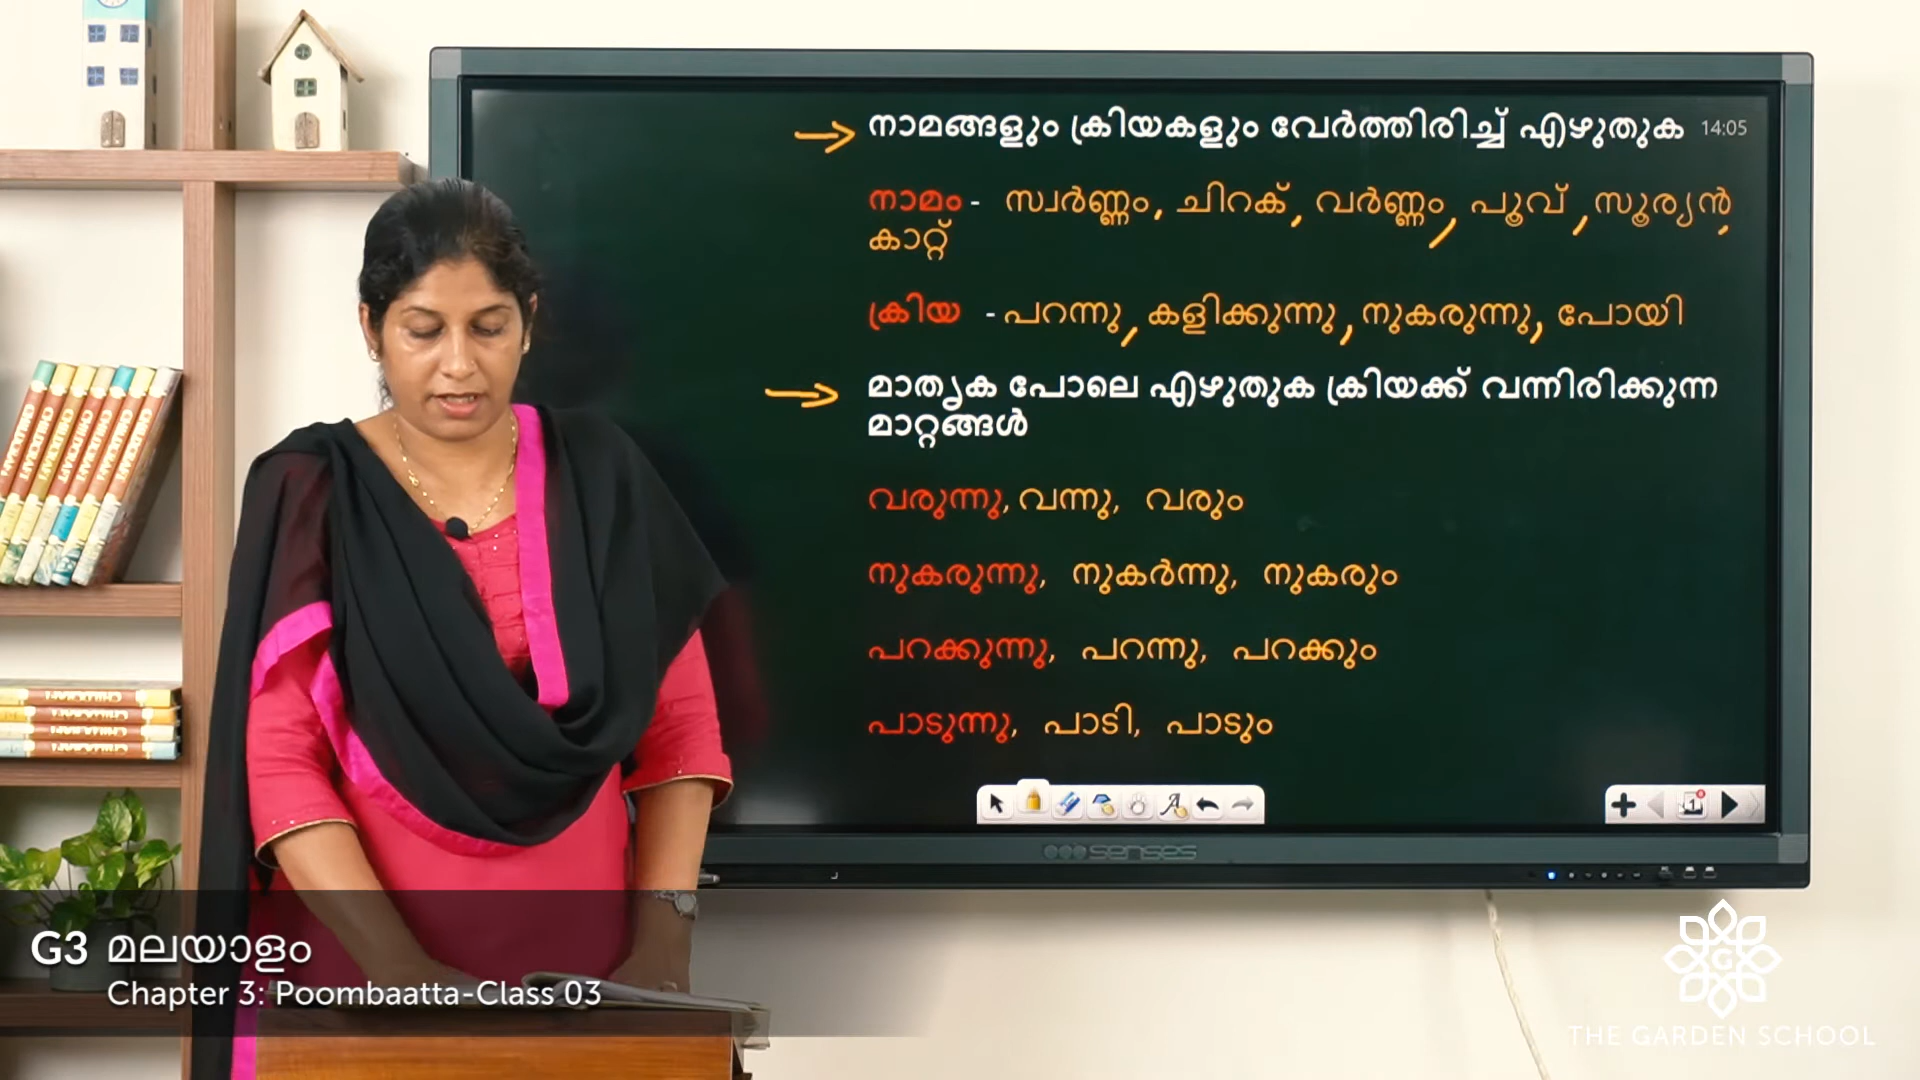 നാമങ്ങളും ക്രിയകളും വേർത്തിരിച്ച് എഴുതുക 14:05
നാമം - സ്വർണ്ണം, ചിറക്, വർണ്ണം, പൂവ്, സൂര്യൻ,
കാറ്റ്
ക്രിയ - പറന്നു, കളിക്കുന്നു, നുകരുന്നു, പോയി
മാതൃക പോലെ എഴുതുക ക്രിയക്ക് വന്നിരിക്കുന്ന
മാറ്റങ്ങൾ
വരുന്നു, വന്നു, വരും
നുകരുന്നു, നുകർന്നു, നുകരും
പറക്കുന്നു, പറന്നു, പറക്കും
പാടുന്നു, പാടി, പാടും
senses
G3 മലയാളം
Chapter 3: Poombaatta-Class 03
G
THE GARDEN SCHOOL